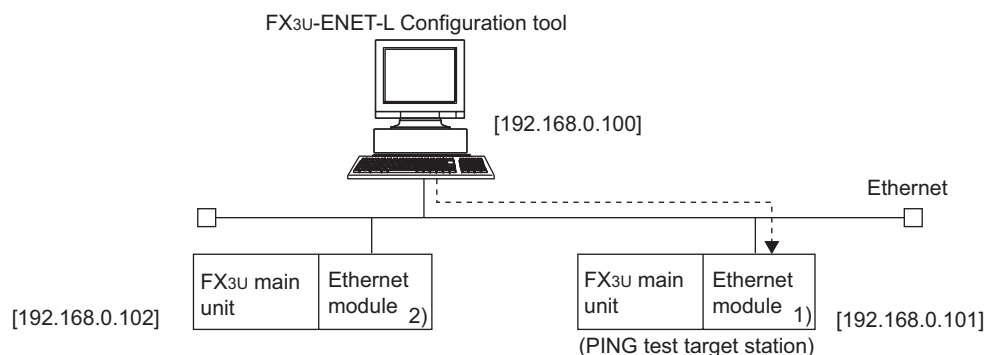 FX3U-ENET-L Configuration tool
[192.168.0.100]
Ethernet
FX3U main
unit
Ethernet
module 2)
[192.168.0.102]
FX3U main
unit
Ethernet
module 1)
[192.168.0.101]
(PING test target station)